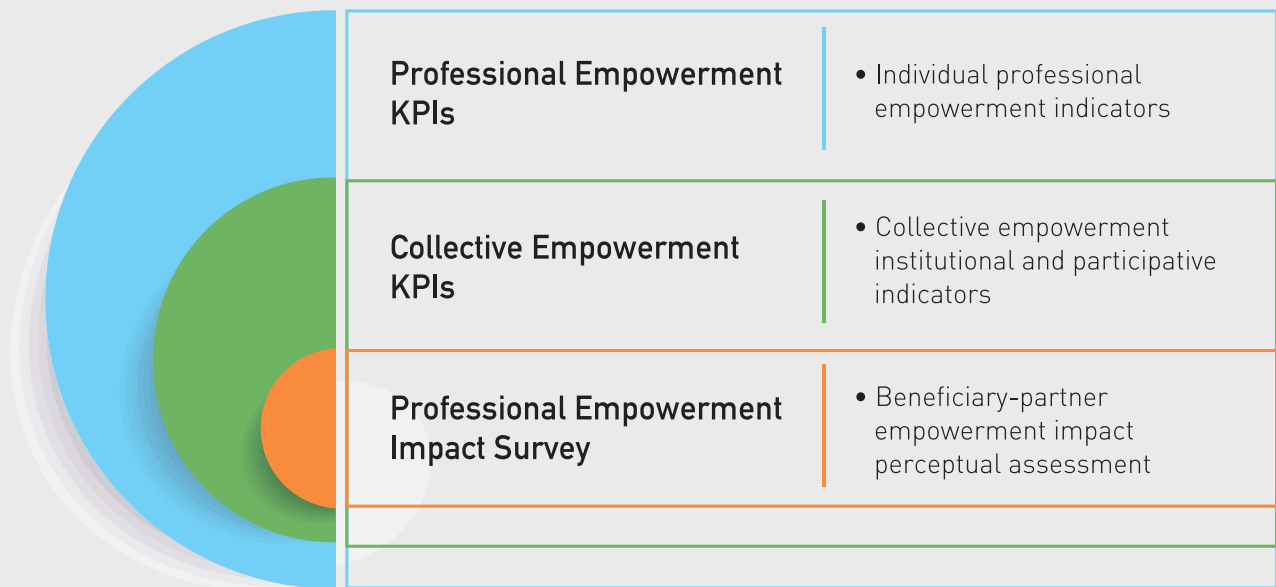 Professional Empowerment
KPIs
• Individual professional
empowerment indicators
Collective Empowerment
KPIs
• Collective empowerment
institutional and participative
indicators
Professional Empowerment
Impact Survey
• Beneficiary-partner
empowerment impact
perceptual assessment